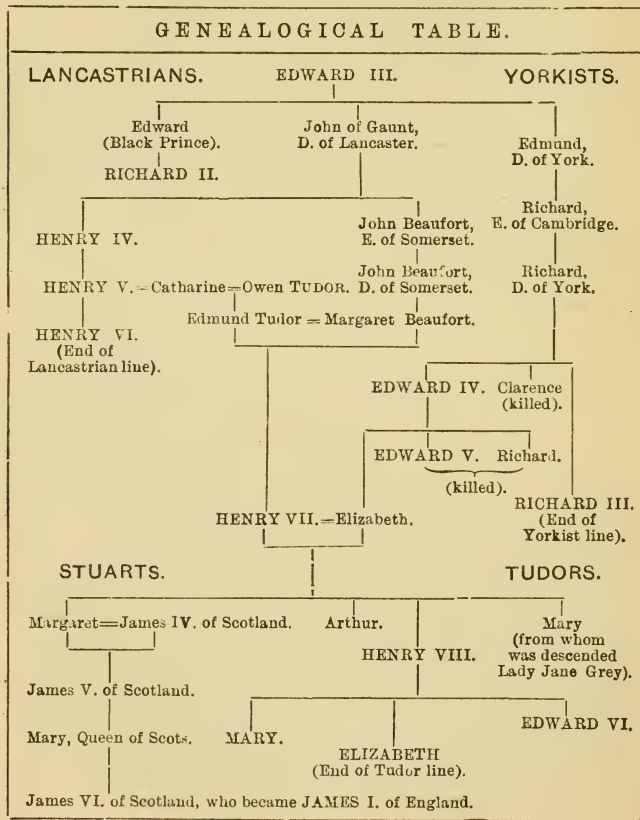 GENEALOGICAL TABLE.
LANCASTRIANS. EDWARD III. YORKISTS.
Edward
(Black Prince).
John of Gaunt,
D. of Lancaster.
Edmund,
D. of York.
RICHARD II.
HENRY IV.
John Beaufort,
E. of Somerset.
Richard,
E. of Cambridge.
HENRY V.=Catharine=Owen TUDOR.
John Beaufort,
D. of Somerset.
Richard,
D. of York.
Edmund Tudor = Margaret Beaufort.
HENRY VI.
(End of
Lancastrian line).
EDWARD IV.
Clarence
(killed).
EDWARD V. Richard.
(killed).
RICHARD III.
(End of
Yorkist line).
HENRY VII.=Elizabeth.
STUARTS. TUDORS.
Margaret=James IV. of Scotland.
Arthur.
HENRY VIII.
Mary
(from whom
was descended
Lady Jane Grey).
James V. of Scotland.
Mary, Queen of Scots.
MARY.
ELIZABETH
(End of Tudor line).
EDWARD VI.
James VI. of Scotland, who became JAMES I. of England.